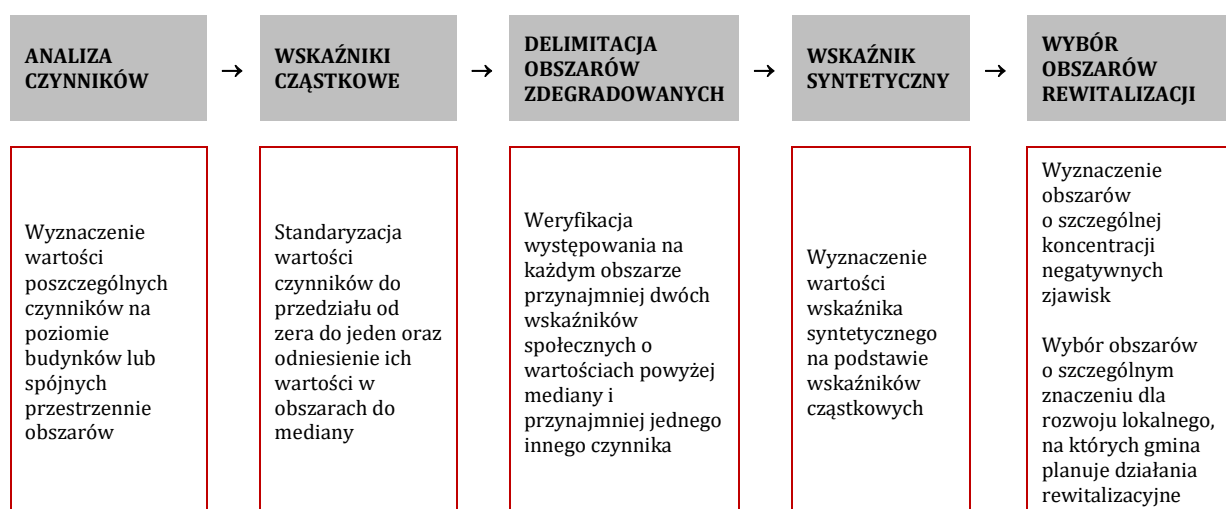 ANALIZA
CZYNNIKÓW
→
WSKAŹNIKI
CZĄSTKOWE
→
DELIMITACJA
OBSZARÓW
ZDEGRADOWANYCH
→
WSKAŹNIK
SYNTETYCZNY
→
WYBÓR
OBSZARÓW
REWITALIZACJI
Wyznaczenie
wartości
poszczególnych
czynników na
poziomie
budynków lub
spójnych
przestrzennie
obszarów
Standaryzacja
wartości
czynników do
przedziału od
zera do jeden oraz
odniesienie ich
wartości w
obszarach do
mediany
Weryfikacja
występowania na
każdym obszarze
przynajmniej dwóch
wskaźników
społecznych o
wartościach powyżej
mediany i
przynajmniej jednego
innego czynnika
Wyznaczenie
wartości
wskaźnika
syntetycznego
na podstawie
wskaźników
cząstkowych
Wyznaczenie
obszarów
o szczególnej
koncentracji
negatywnych
zjawisk
Wybór obszarów
o szczególnym
znaczeniu dla
rozwoju lokalnego,
na których gmina
planuje działania
rewitalizacyjne